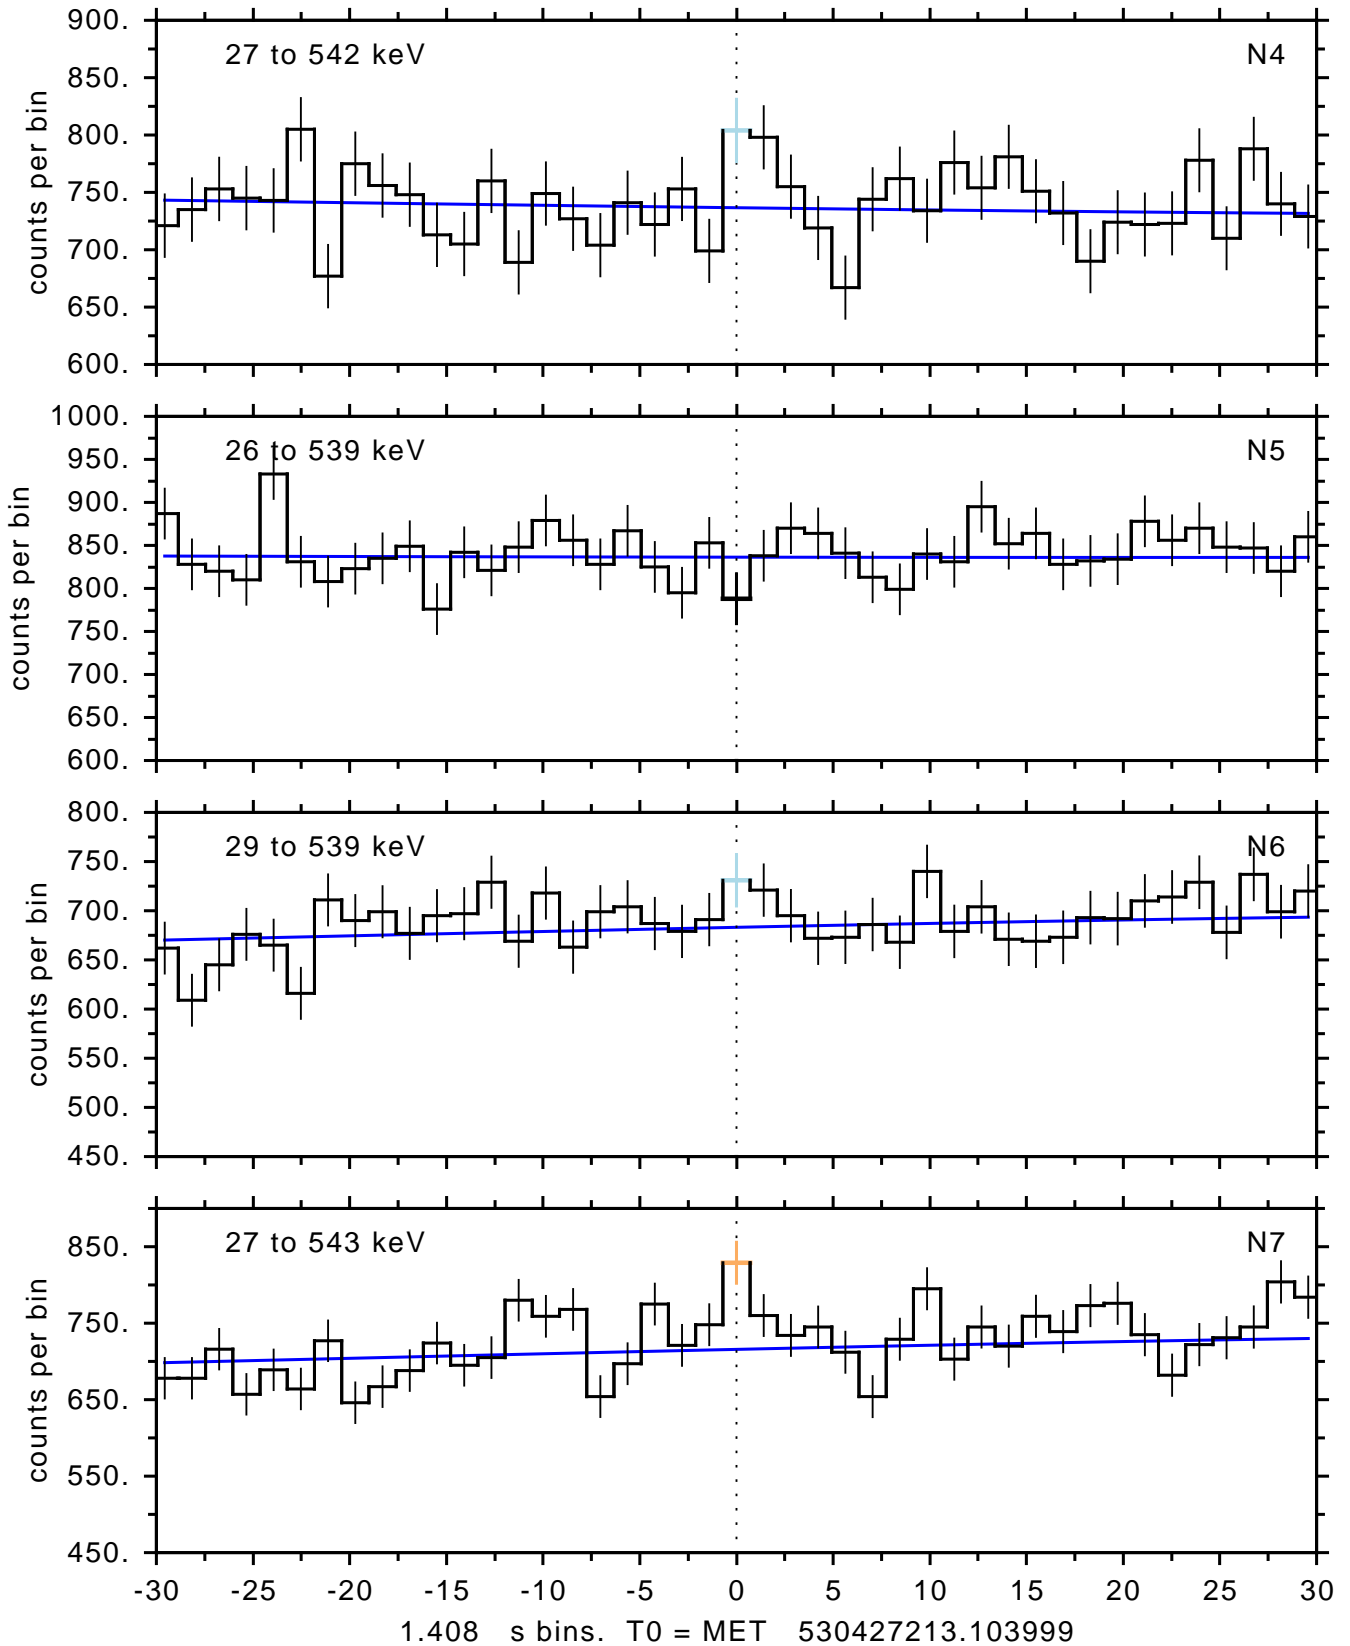 900.
27 to 542 keV N4
850.
800.
750.
700.
650.
600.
counts per bin
1000.
26 to 539 keV N5
950.
900.
850.
800.
750.
700.
650.
600.
counts per bin
800.
29 to 539 keV N6
750.
700.
650.
600.
550.
500.
450.
counts per bin
27 to 543 keV N7
850.
750.
650.
550.
450.
counts per bin
-30 -25 -20 -15 -10 -5 0 5 10 15 20 25 30
1.408 s bins. T0 = MET 530427213.103999